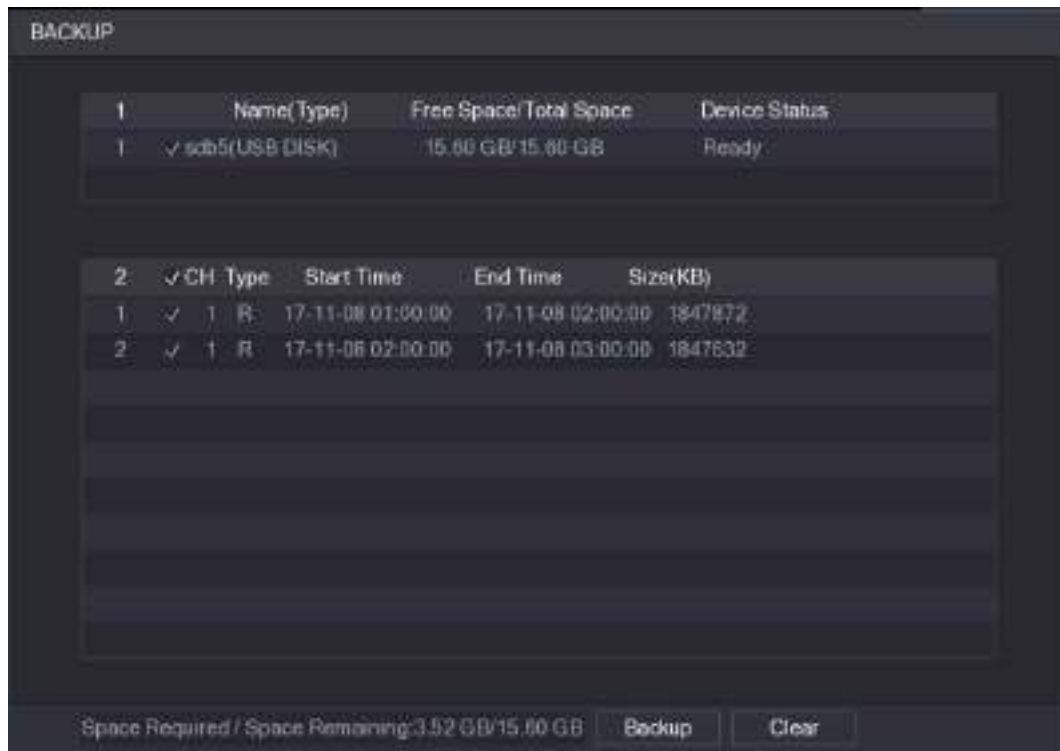 BACKUP
1 Name(Type) Free Space/Total Space Device Status
1 ✓ sdb5(USB DISK) 15.60 GB/15.60 GB Ready
2 ✓ CH Type Start Time End Time Size(KB)
1 ✓ 1 R 17-11-08 01:00:00 17-11-08 02:00:00 1847872
2 ✓ 1 R 17-11-08 02:00:00 17-11-08 03:00:00 1847632
Space Required / Space Remaining:3.52 GB/15.60 GB Backup Clear